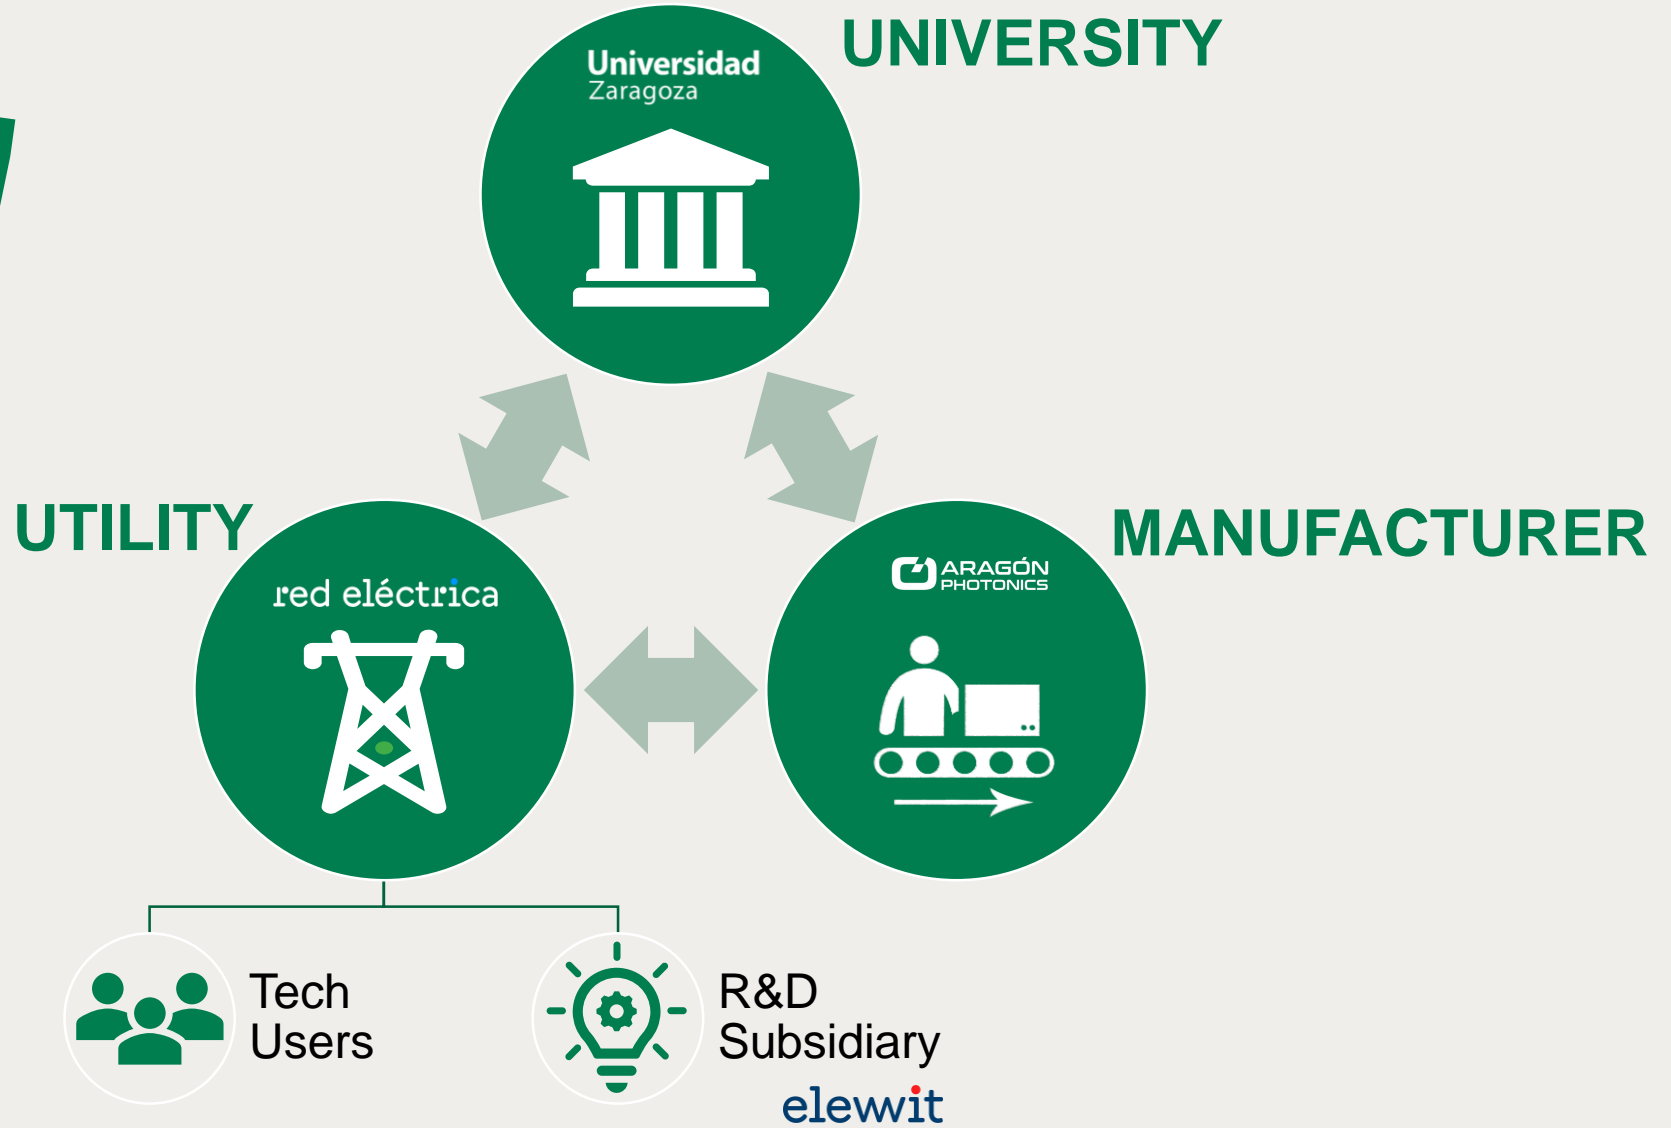 UNIVERSITY
Universidad
Zaragoza
UTILITY
red eléctrica
MANUFACTURER
ARAGÓN
PHOTONICS
Tech
Users
R&D
Subsidiary
elewit